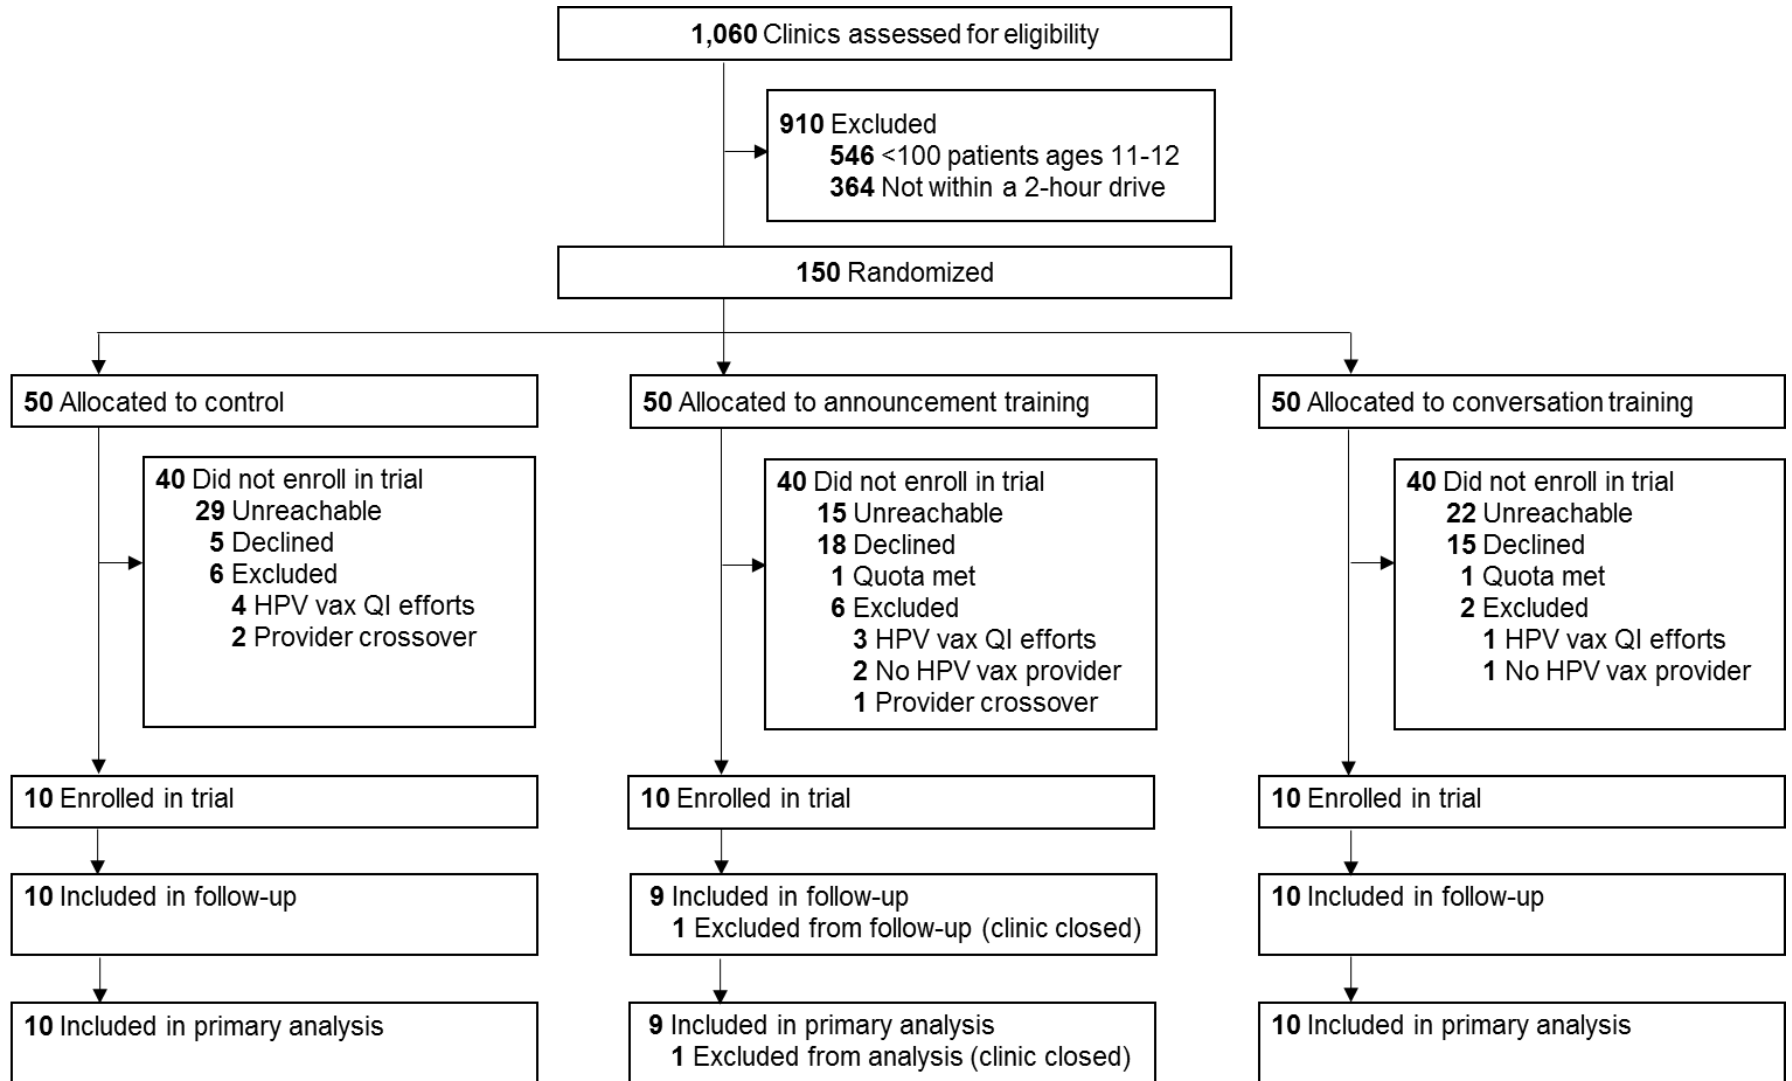 1,060 Clinics assessed for eligibility
910 Excluded
546 <100 patients ages 11-12
364 Not within a 2-hour drive
150 Randomized
50 Allocated to control
40 Did not enroll in trial
29 Unreachable
5 Declined
6 Excluded
4 HPV vax QI efforts
2 Provider crossover
10 Enrolled in trial
10 Included in follow-up
10 Included in primary analysis
50 Allocated to announcement training
40 Did not enroll in trial
15 Unreachable
18 Declined
1 Quota met
6 Excluded
3 HPV vax QI efforts
2 No HPV vax provider
1 Provider crossover
10 Enrolled in trial
9 Included in follow-up
1 Excluded from follow-up (clinic closed)
9 Included in primary analysis
1 Excluded from analysis (clinic closed)
50 Allocated to conversation training
40 Did not enroll in trial
22 Unreachable
15 Declined
1 Quota met
2 Excluded
1 HPV vax QI efforts
1 No HPV vax provider
10 Enrolled in trial
10 Included in follow-up
10 Included in primary analysis